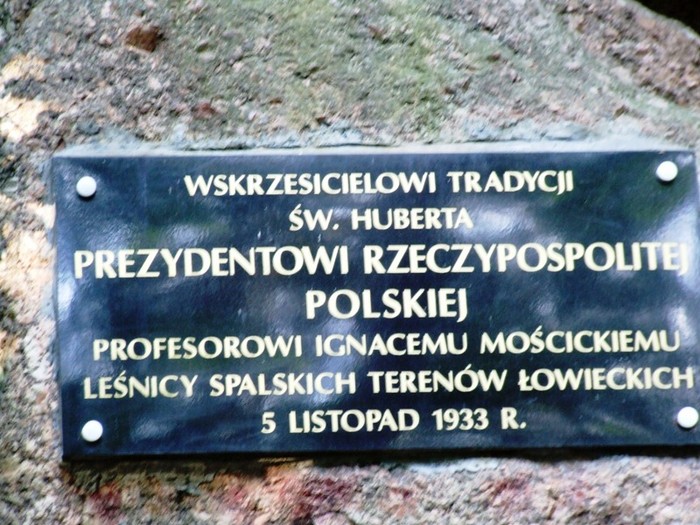 WSKRZESICIELOWI TRADYCJI
ŚW. HUBERTA
PREZYDENTOWI RZECZYPOSPOLITEJ
POLSKIEJ
PROFESOROWI IGNACEMU MOŚCICKIEMU
LEŚNICY SPALSKICH TERENÓW ŁOWIECKICH
5 LISTOPAD 1933 R.